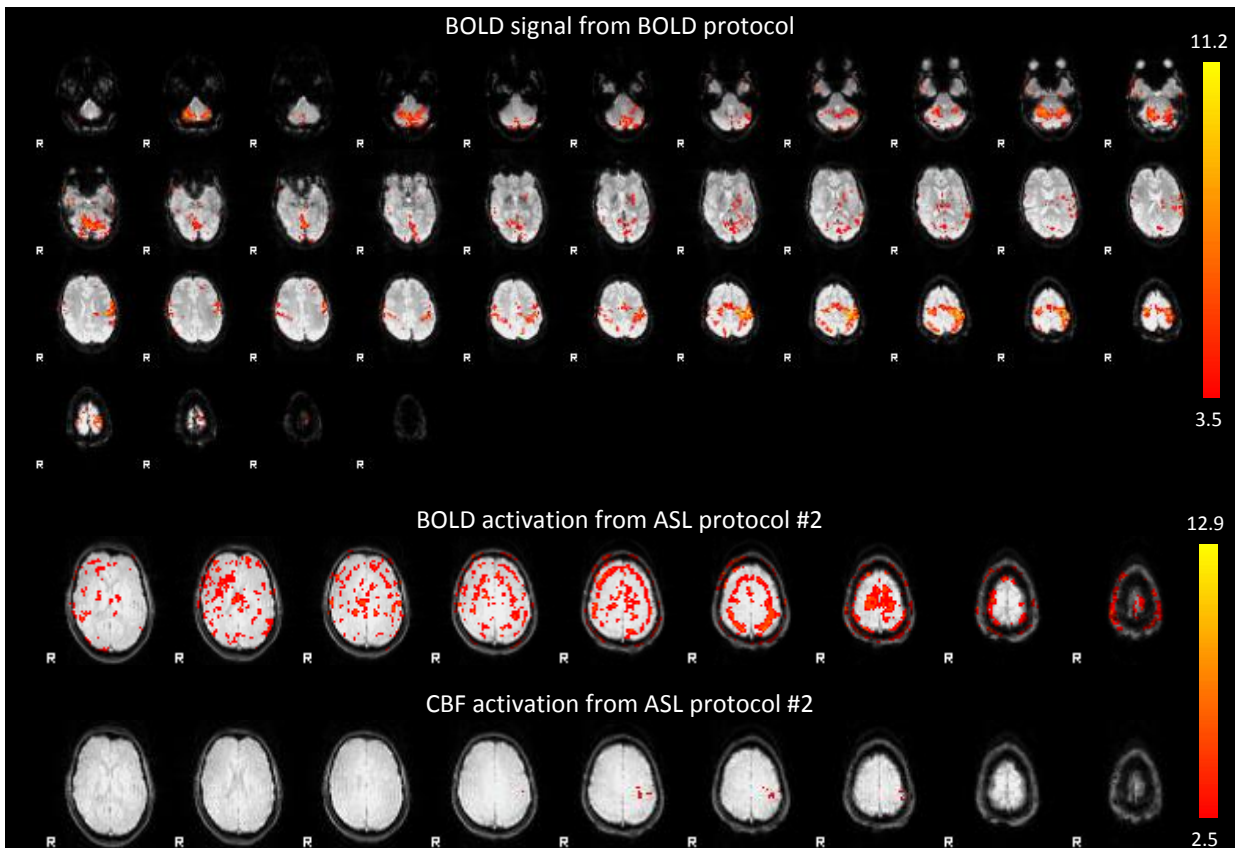 BOLD signal from BOLD protocol
11.2
R R R R R R R R R R R
R R R R R R R R R R R
R R R R R R R R R R R
3.5
R R R R
BOLD activation from ASL protocol #2
12.9
R R R R R R R R R
CBF activation from ASL protocol #2
R R R R R R R R R
2.5